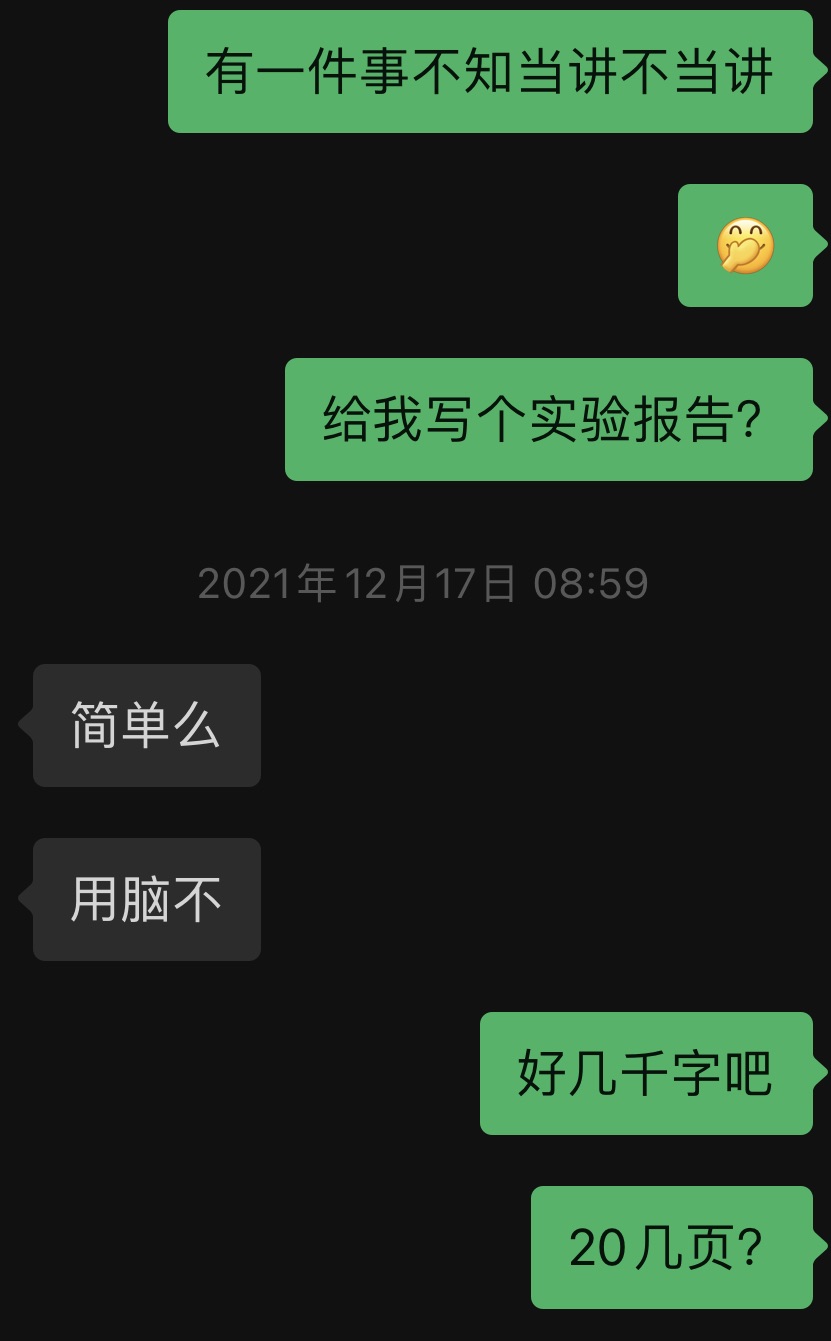 有一件事不知当讲不当讲
🤭
给我写个实验报告?
2021年12月17日 08:59
简单么
用脑不
好几千字吧
20几页?